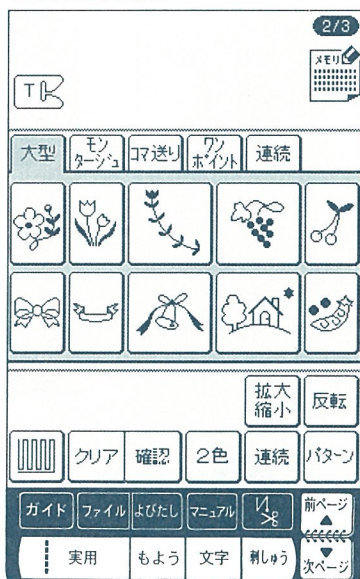 2/3
メモリ
T
大型 モンタージュ コマ送り ワンポイント 連続
拡大縮小 反転
クリア 確認 2色 連続 パターン
ガイド ファイル よびだし マニュアル 前ページ
実用 もよう 文字 刺しゅう 次ページ